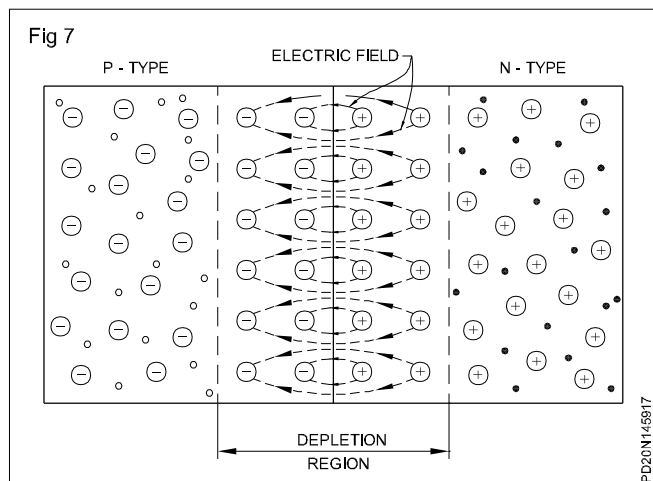 Fig 7
ELECTRIC FIELD
P - TYPE
N - TYPE
DEPLETION
REGION
PD20N145917